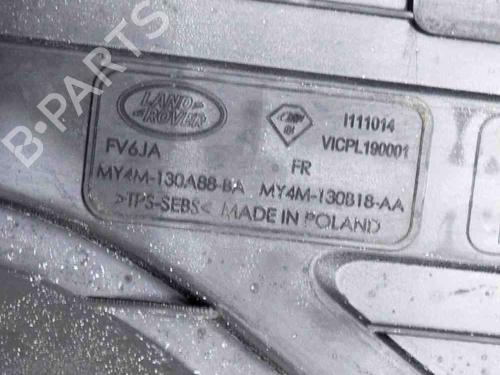 LAND
ROVER
I111014
VICPL190001
FV6JA
FR
MY4M-130A88-BA MY4M-130B18-AA
>TPS-SEBS< MADE IN POLAND
B-PARTS